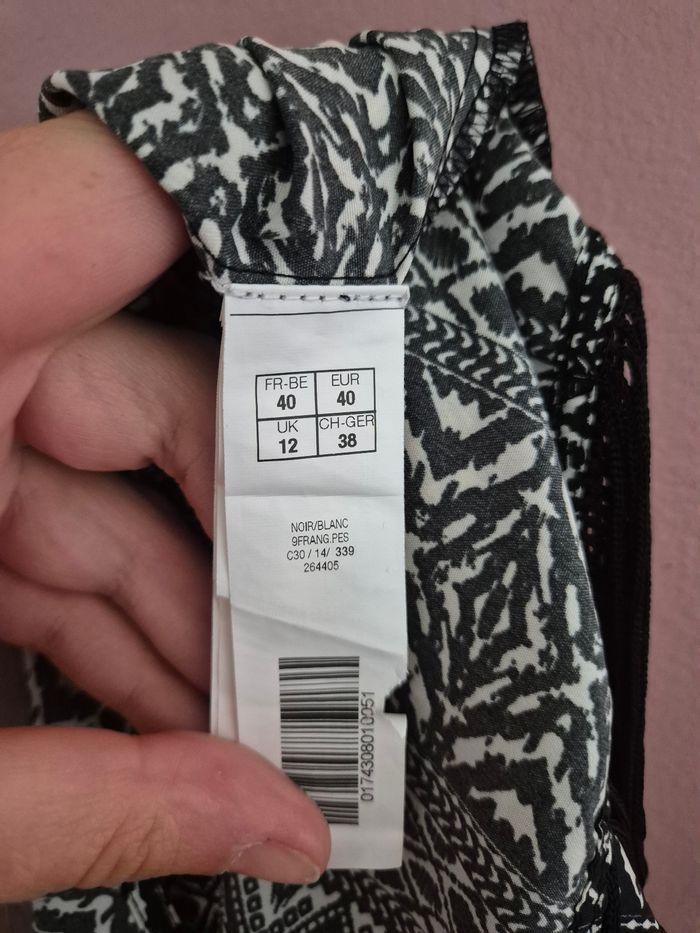 FR-BE EUR
40 40
UK CH-GER
12 38
NOIR/BLANC
9FRANG.PES
C30 / 14/ 339
264405
0174308010051